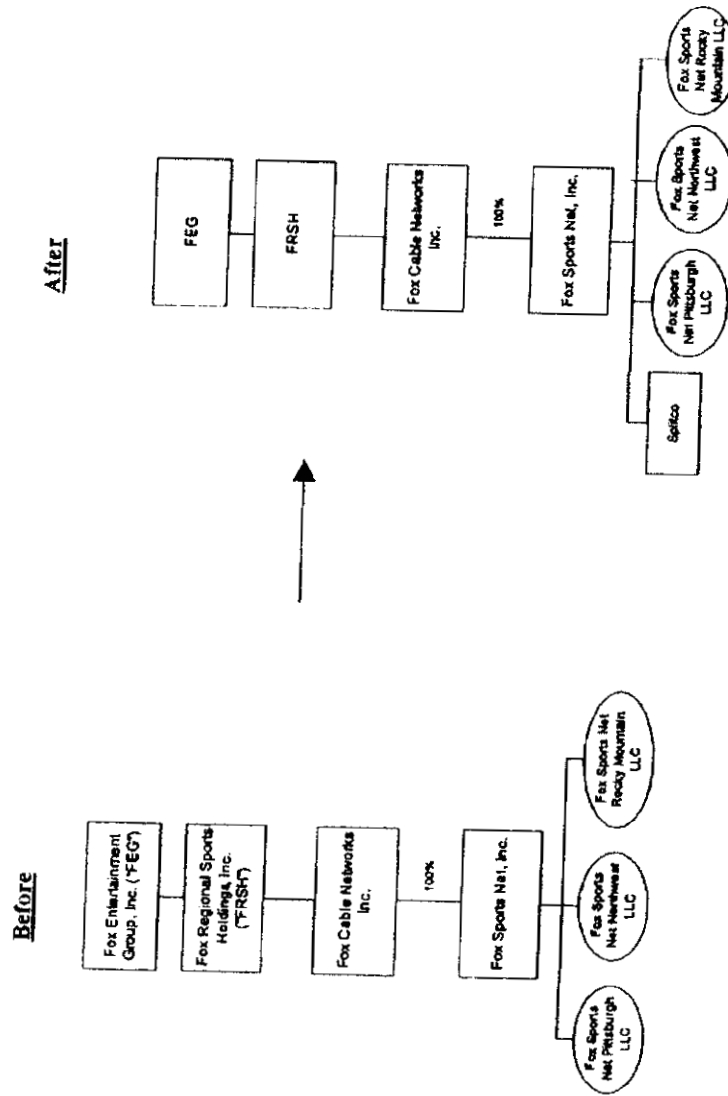 Before
Fox Entertainment
Group, Inc. ("FEG")
Fox Regional Sports
Holdings, Inc.
("FRSH")
Fox Cable Networks
Inc.
100%
Fox Sports Net, Inc.
Fox Sports
Net Pittsburgh
LLC
Fox Sports
Net Northwest
LLC
Fox Sports Net
Rocky Mountain
LLC
After
FEG
FRSH
Fox Cable Networks
Inc.
100%
Fox Sports Net, Inc.
Splitco
Fox Sports
Net Pittsburgh
LLC
Fox Sports
Net Northwest
LLC
Fox Sports
Net Rocky
Mountain LLC